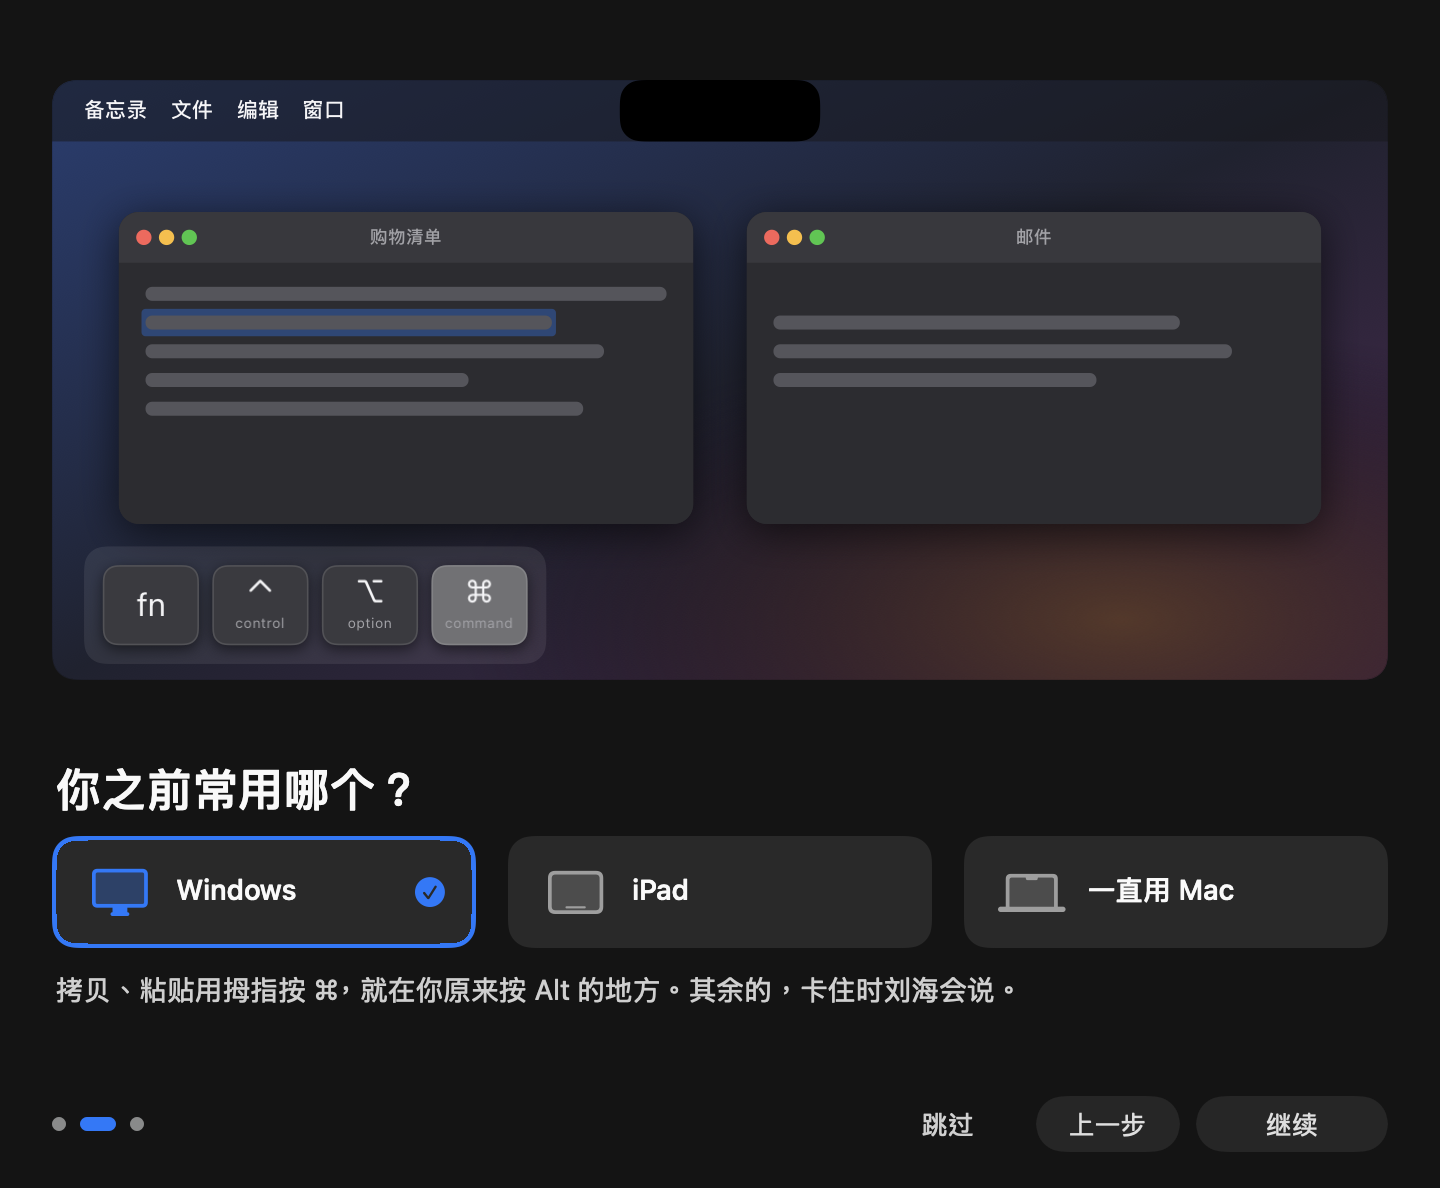 备忘录 文件 编辑 窗口
购物清单
邮件
fn
control
⌥
option
⌘
command
你之前常用哪个？
Windows
iPad
一直用 Mac
拷贝、粘贴用拇指按 ⌘，就在你原来按 Alt 的地方。其余的，卡住时刘海会说。
跳过
上一步
继续